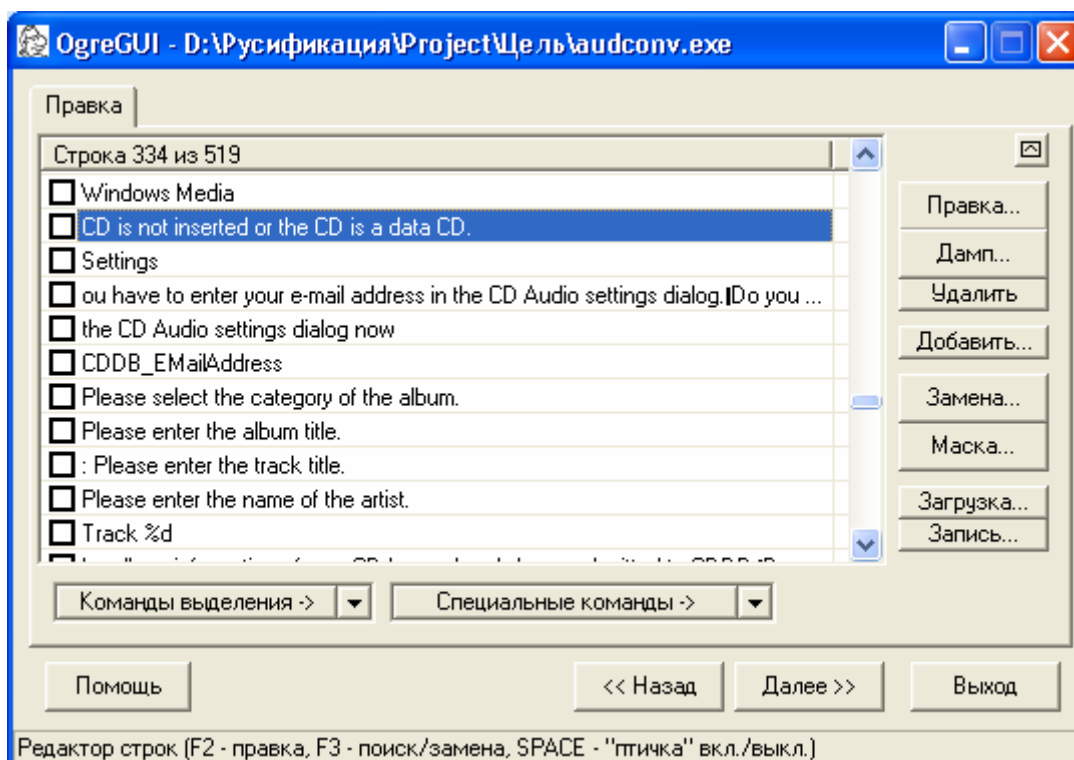 OgreGUI - D:\Русификация\Project\Цель\audconv.exe
Правка
Строка 334 из 519
Windows Media
CD is not inserted or the CD is a data CD.
Settings
ou have to enter your e-mail address in the CD Audio settings dialog.|Do you ...
the CD Audio settings dialog now
CDDB_EMailAddress
Please select the category of the album.
Please enter the album title.
: Please enter the track title.
Please enter the name of the artist.
Track %d
Правка...
Дамп...
Удалить
Добавить...
Замена...
Маска...
Загрузка...
Запись...
Команды выделения ->
Специальные команды ->
Помощь
<< Назад
Далее >>
Выход
Редактор строк (F2 - правка, F3 - поиск/замена, SPACE - "птичка" вкл./выкл.)